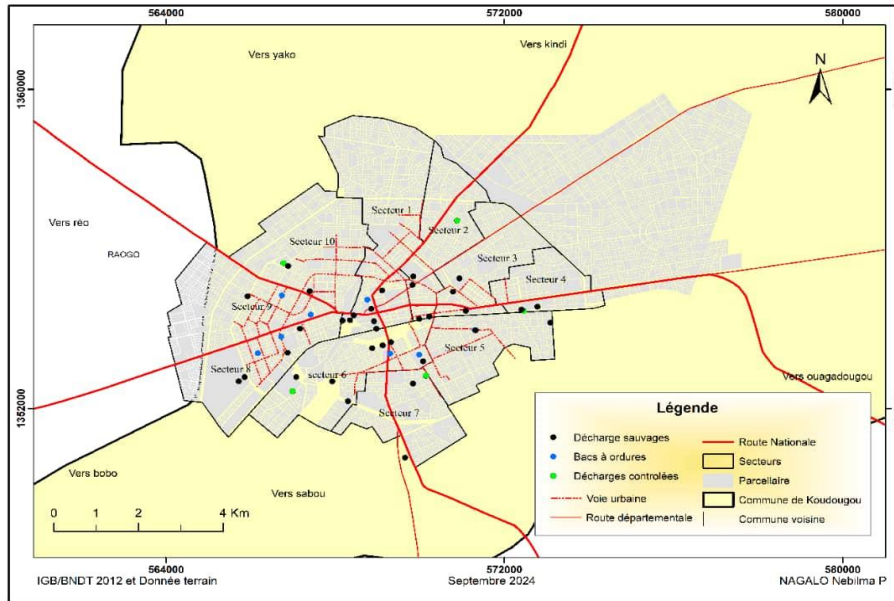 564000
572000
580000
1360000
1352000
Vers kindi
Vers yako
N
Vers réo
RAOGO
Secteur 1
Secteur 2
Secteur 10
Secteur 3
Secteur 4
Secteur 9
Secteur 5
Secteur 8
secteur 6
Secteur 7
Vers ouagadougou
Vers bobo
Vers sabou
0 1 2 4 Km
Légende
Décharge sauvages
Bacs à ordures
Décharges controlées
Voie urbaine
Route départementale
Route Nationale
Secteurs
Parcellaire
Commune de Koudougou
Commune voisine
564000
572000
580000
IGB/BNDT 2012 et Donnée terrain
Septembre 2024
NAGALO Nebilma P